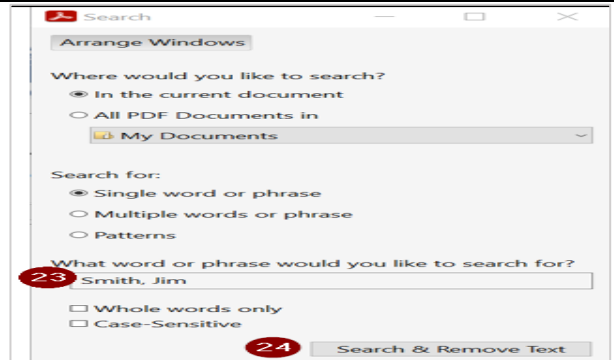 Search
Arrange Windows
Where would you like to search?
In the current document
All PDF Documents in
My Documents
Search for:
Single word or phrase
Multiple words or phrase
Patterns
What word or phrase would you like to search for?
23 Smith, Jim
Whole words only
Case-Sensitive
24 Search & Remove Text